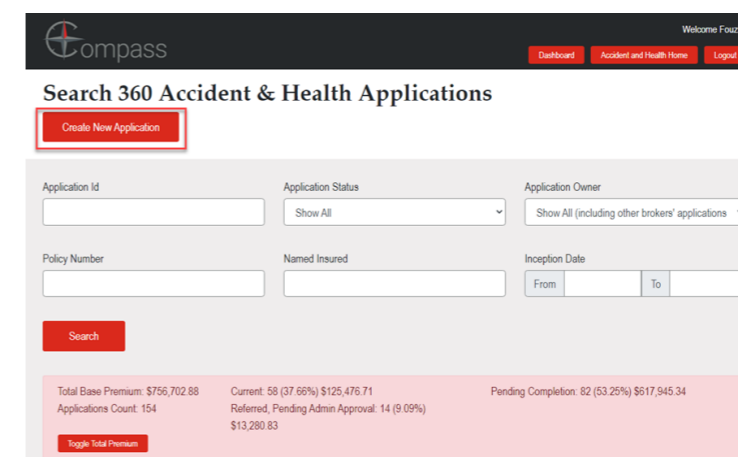 Compass
Welcome Fouz
Dashboard Accident and Health Home Logout
Search 360 Accident & Health Applications
Create New Application
Application Id Application Status Application Owner
Show All Show All (including other brokers' applications
Policy Number Named Insured Inception Date
From To
Search
Total Base Premium: $756,702.88 Current: 58 (37.66%) $125,476.71 Pending Completion: 82 (53.25%) $617,945.34
Applications Count: 154 Referred, Pending Admin Approval: 14 (9.09%)
$13,280.83
Toggle Total Premium